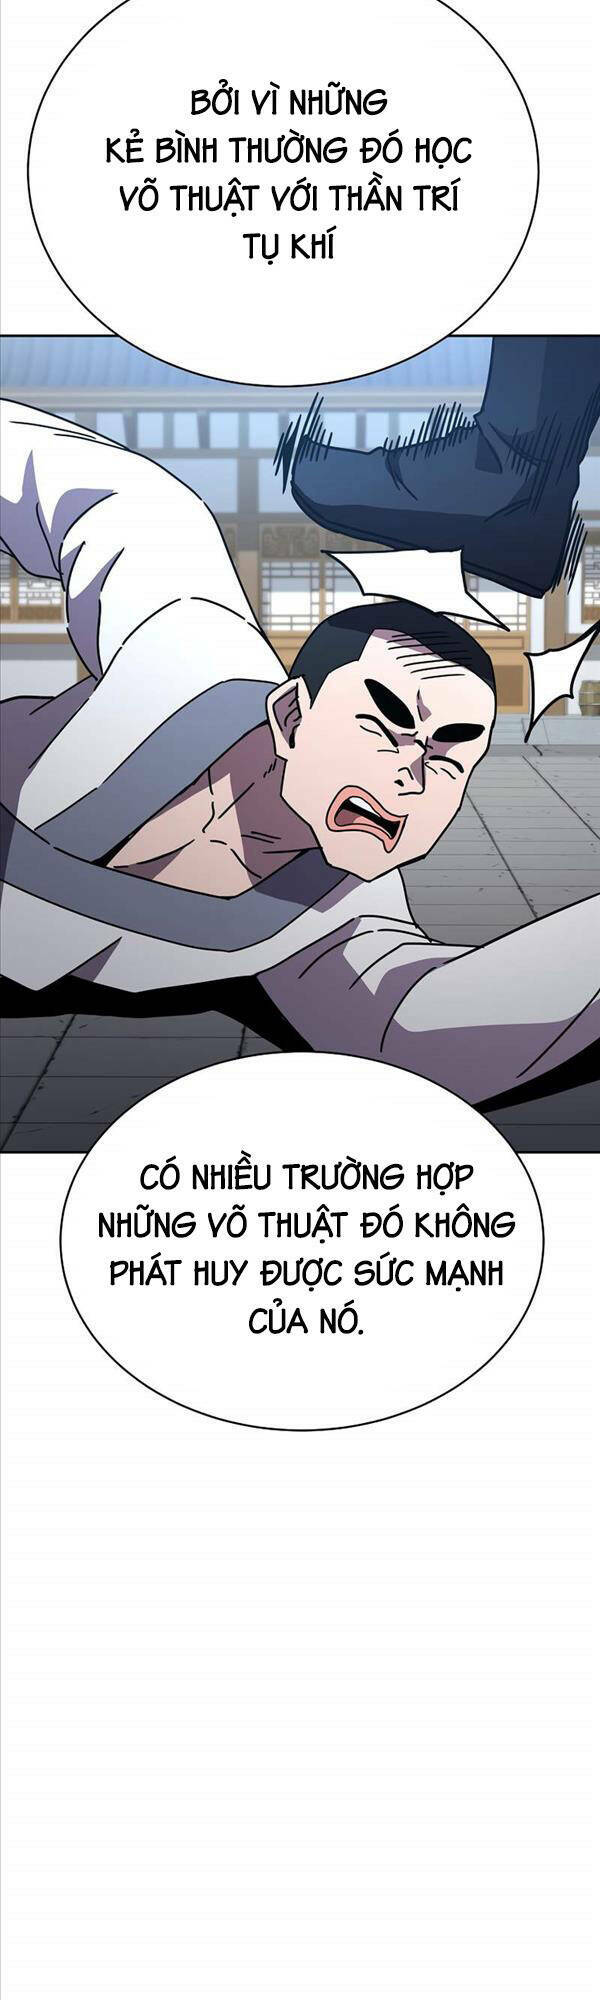 BỞI VÌ NHỮNG
KẺ BÌNH THƯỜNG ĐÓ HỌC
VÕ THUẬT VỚI THẦN TRÍ
TỤ KHÍ
CÓ NHIỀU TRƯỜNG HỢP
NHỮNG VÕ THUẬT ĐÓ KHÔNG
PHÁT HUY ĐƯỢC SỨC MẠNH
CỦA NÓ.